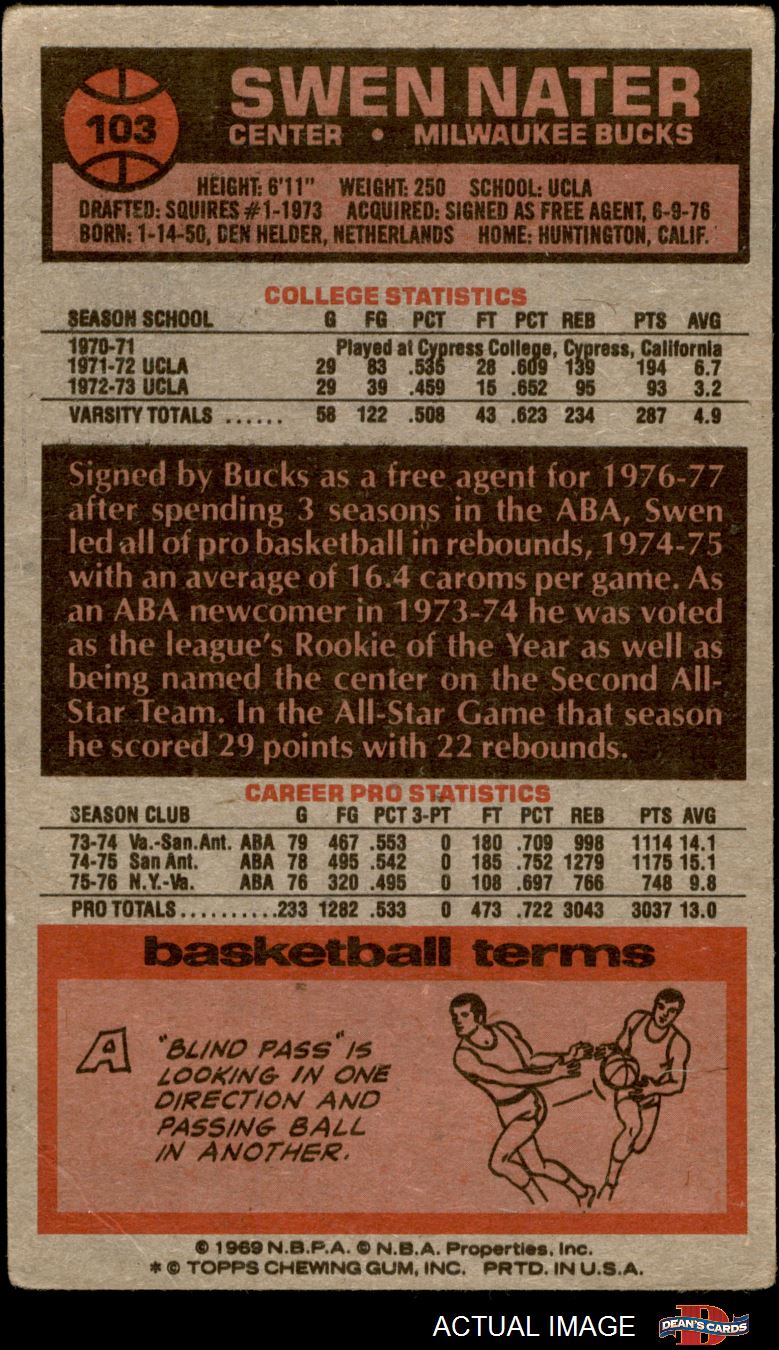 103
SWEN NATER
CENTER • MILWAUKEE BUCKS
HEIGHT: 6'11" WEIGHT: 250 SCHOOL: UCLA
DRAFTED: SQUIRES #1-1973 ACQUIRED: SIGNED AS FREE AGENT, 6-9-76
BORN: 1-14-50, DEN HELDER, NETHERLANDS HOME: HUNTINGTON, CALIF.
COLLEGE STATISTICS
SEASON SCHOOL G FG PCT FT PCT REB PTS AVG
1970-71 Played at Cypress College, Cypress, California
1971-72 UCLA 29 83 .535 28 .609 139 194 6.7
1972-73 UCLA 29 39 .459 15 .652 95 93 3.2
VARSITY TOTALS ...... 58 122 .508 43 .623 234 287 4.9
Signed by Bucks as a free agent for 1976-77
after spending 3 seasons in the ABA, Swen
led all of pro basketball in rebounds, 1974-75
with an average of 16.4 caroms per game. As
an ABA newcomer in 1973-74 he was voted
as the league's Rookie of the Year as well as
being named the center on the Second All-
Star Team. In the All-Star Game that season
he scored 29 points with 22 rebounds.
CAREER PRO STATISTICS
SEASON CLUB G FG PCT 3-PT FT PCT REB PTS AVG
73-74 Va.-San.Ant. ABA 79 467 .553 0 180 .709 998 1114 14.1
74-75 San Ant. ABA 78 495 .542 0 185 .752 1279 1175 15.1
75-76 N.Y.-Va. ABA 76 320 .495 0 108 .697 766 748 9.8
PRO TOTALS..........233 1282 .533 0 473 .722 3043 3037 13.0
basketball terms
A "BLIND PASS" IS
LOOKING IN ONE
DIRECTION AND
PASSING BALL
IN ANOTHER.
© 1969 N.B.P.A. © N.B.A. Properties, Inc.
* © TOPPS CHEWING GUM, INC. PRTD. IN U.S.A.
ACTUAL IMAGE
D DEAN'S CARDS